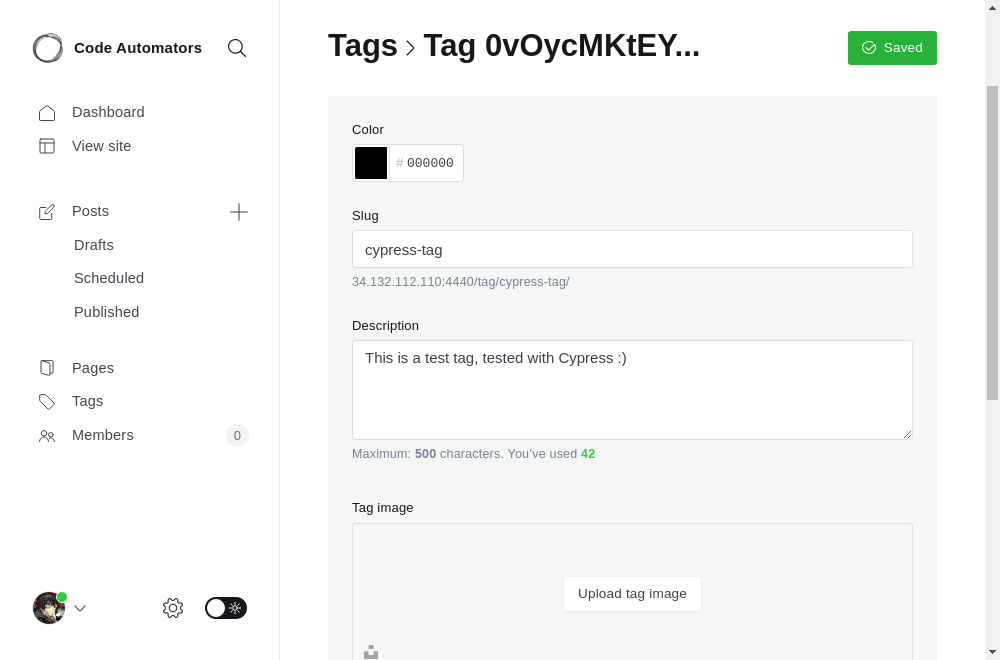 Code Automators
Dashboard
View site
Posts
Drafts
Scheduled
Published
Pages
Tags
Members
0
Tags
Tag 0vOycMKtEY...
Saved
Color
# 000000
Slug
cypress-tag
34.132.112.110:4440/tag/cypress-tag/
Description
This is a test tag, tested with Cypress :)
Maximum: 500 characters. You’ve used 42
Tag image
Upload tag image